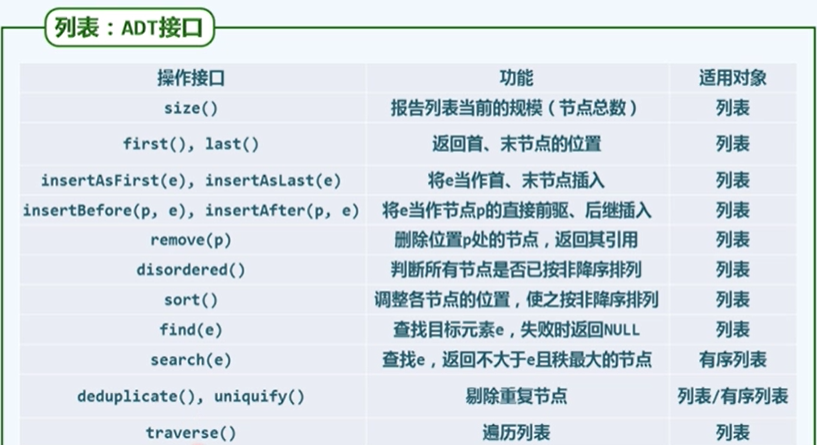 列表：ADT接口
操作接口 功能 适用对象
size() 报告列表当前的规模（节点总数） 列表
first(), last() 返回首、末节点的位置 列表
insertAsFirst(e), insertAsLast(e) 将e当作首、末节点插入 列表
insertBefore(p, e), insertAfter(p, e) 将e当作节点p的直接前驱、后继插入 列表
remove(p) 删除位置p处的节点，返回其引用 列表
disordered() 判断所有节点是否已按非降序排列 列表
sort() 调整各节点的位置，使之按非降序排列 列表
find(e) 查找目标元素e，失败时返回NULL 列表
search(e) 查找e，返回不大于e且秩最大的节点 有序列表
deduplicate(), uniquify() 剔除重复节点 列表/有序列表
traverse() 遍历列表 列表